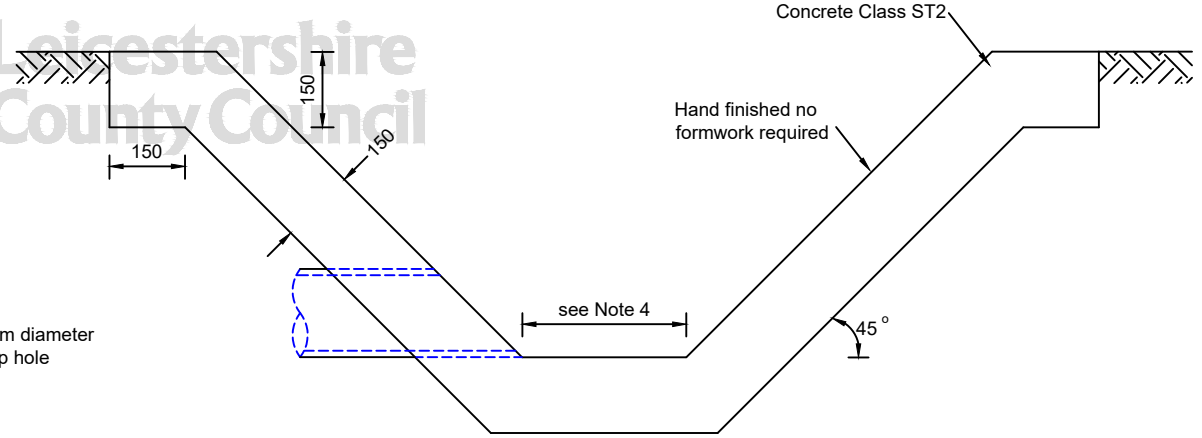 Leicestershire
County Council
Concrete Class ST2
150
150
150
Hand finished no
formwork required
see Note 4
45 °
m diameter
p hole